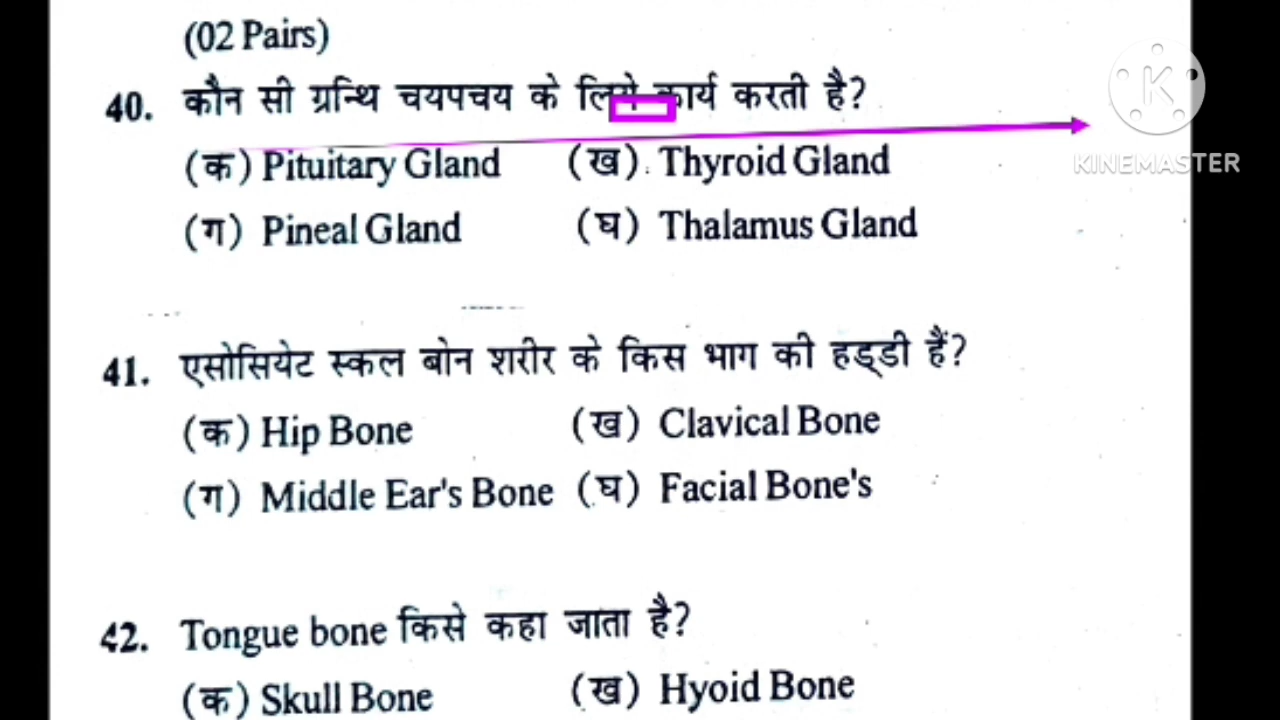 (02 Pairs)
40. कौन सी ग्रन्थि चयपचय के लिये कार्य करती है?
(क) Pituitary Gland (ख) Thyroid Gland
(ग) Pineal Gland (घ) Thalamus Gland
41. एसोसियेट स्कल बोन शरीर के किस भाग की हड्डी हैं?
(क) Hip Bone (ख) Clavical Bone
(ग) Middle Ear's Bone (घ) Facial Bone's
42. Tongue bone किसे कहा जाता है?
(क) Skull Bone (ख) Hyoid Bone
K
KINEMASTER